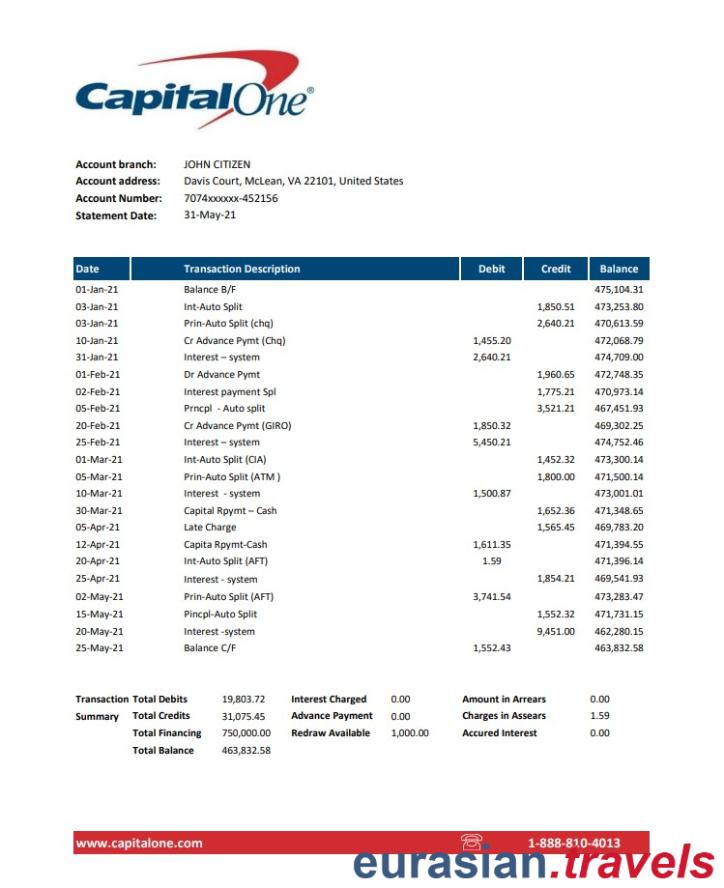 CapitalOne®
Account branch: JOHN CITIZEN
Account address: Davis Court, McLean, VA 22101, United States
Account Number: 7074xxxxxx-452156
Statement Date: 31-May-21
Date Transaction Description Debit Credit Balance
01-Jan-21 Balance B/F 475,104.31
03-Jan-21 Int-Auto Split 1,850.51 473,253.80
03-Jan-21 Prin-Auto Split (chq) 2,640.21 470,613.59
10-Jan-21 Cr Advance Pymt (Chq) 1,455.20 472,068.79
31-Jan-21 Interest – system 2,640.21 474,709.00
01-Feb-21 Dr Advance Pymt 1,960.65 472,748.35
02-Feb-21 Interest payment Spl 1,775.21 470,973.14
05-Feb-21 Prncpl - Auto split 3,521.21 467,451.93
20-Feb-21 Cr Advance Pymt (GIRO) 1,850.32 469,302.25
25-Feb-21 Interest – system 5,450.21 474,752.46
01-Mar-21 Int-Auto Split (CIA) 1,452.32 473,300.14
05-Mar-21 Prin-Auto Split (ATM ) 1,800.00 471,500.14
10-Mar-21 Interest - system 1,500.87 473,001.01
30-Mar-21 Capital Rpymt – Cash 1,652.36 471,348.65
05-Apr-21 Late Charge 1,565.45 469,783.20
12-Apr-21 Capita Rpymt-Cash 1,611.35 471,394.55
20-Apr-21 Int-Auto Split (AFT) 1.59 471,396.14
25-Apr-21 Interest - system 1,854.21 469,541.93
02-May-21 Prin-Auto Split (AFT) 3,741.54 473,283.47
15-May-21 Pincpl-Auto Split 1,552.32 471,731.15
20-May-21 Interest -system 9,451.00 462,280.15
25-May-21 Balance C/F 1,552.43 463,832.58
Transaction Total Debits 19,803.72 Interest Charged 0.00 Amount in Arrears 0.00
Summary Total Credits 31,075.45 Advance Payment 0.00 Charges in Assears 1.59
Total Financing 750,000.00 Redraw Available 1,000.00 Accured Interest 0.00
Total Balance 463,832.58
www.capitalone.com 1-888-810-4013
eurasian.travels